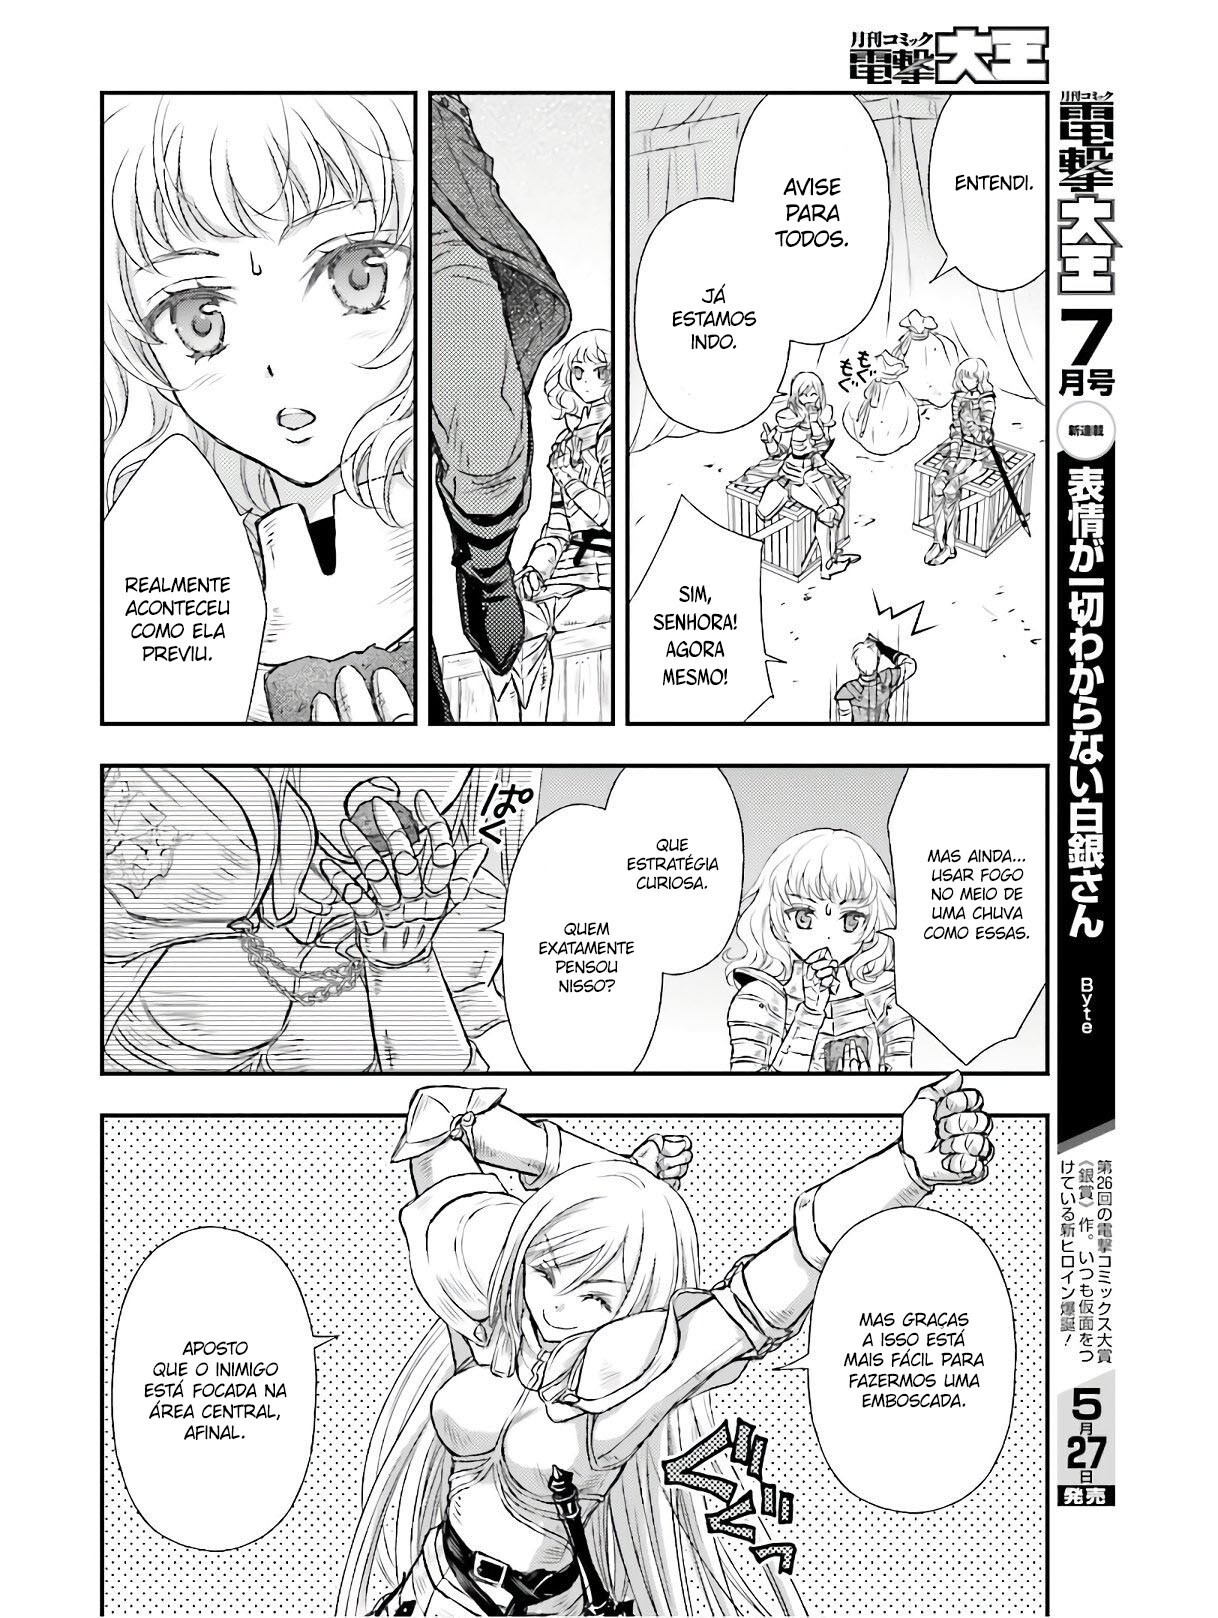 月刊コミック
電撃大王
ENTENDI.
AVISE
PARA
TODOS.
JÁ
ESTAMOS
INDO.
もぐ
もぐ
SIM,
SENHORA!
AGORA
MESMO!
REALMENTE
ACONTECEU
COMO ELA
PREVIU.
MAS AINDA...
USAR FOGO
NO MEIO DE
UMA CHUVA
COMO ESSAS.
QUE
ESTRATÉGIA
CURIOSA.
QUEM
EXATAMENTE
PENSOU
NISSO?
ぱく
MAS GRAÇAS
A ISSO ESTÁ
MAIS FÁCIL PARA
FAZERMOS UMA
EMBOSCADA.
APOSTO
QUE O INIMIGO
ESTÁ FOCADA NA
ÁREA CENTRAL,
AFINAL.
月刊コミック
電撃大王
7月号
新連載
表情が一切わからない白銀さん
Byte
第26回の電撃コミックス大賞
《銀賞》作。いつも仮面をつ
けている新ヒロイン爆誕！
5月27日
発売